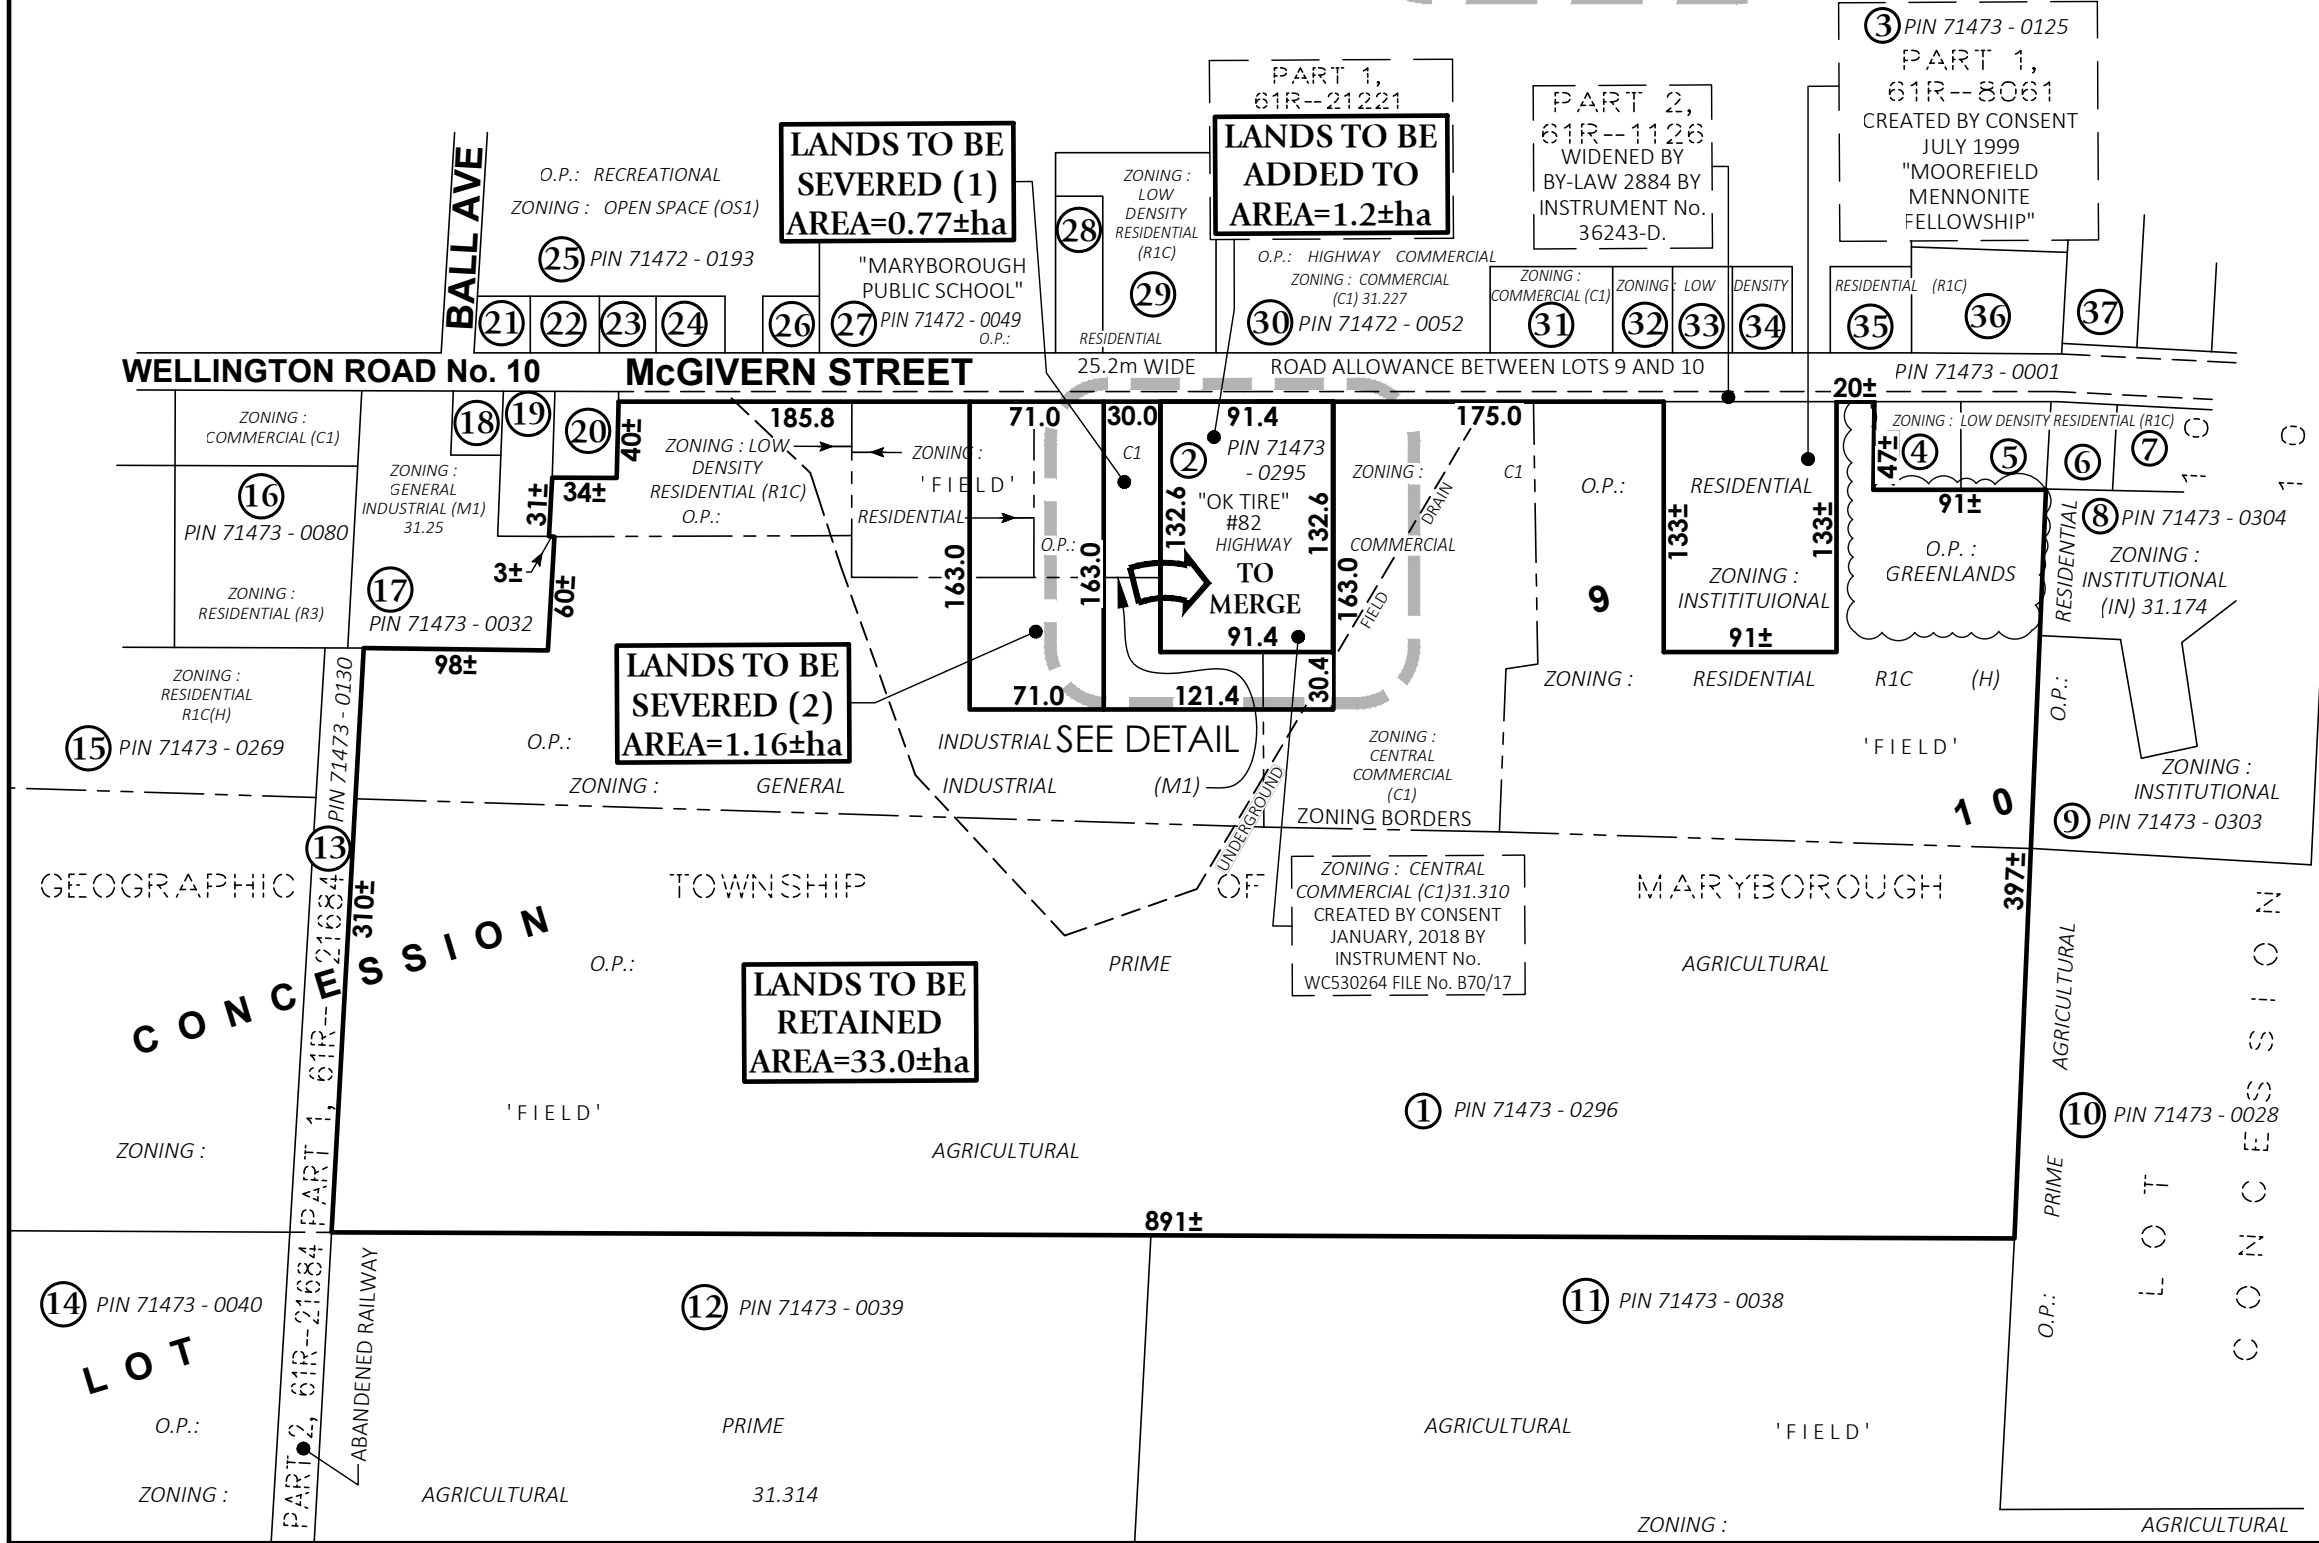 3 PIN 71473 - 0125
PART 1,
61R--8061
CREATED BY CONSENT
JULY 1999
"MOOREFIELD
MENNONITE
FELLOWSHIP"
PART 1,
61R--21221
LANDS TO BE
ADDED TO
AREA=1.2±ha
PART 2,
61R--1126
WIDENED BY
BY-LAW 2884 BY
INSTRUMENT No.
36243-D.
LANDS TO BE
SEVERED (1)
AREA=0.77±ha
BALL AVE
O.P.: RECREATIONAL
ZONING : OPEN SPACE (OS1)
25 PIN 71472 - 0193
"MARYBOROUGH
PUBLIC SCHOOL"
27 PIN 71472 - 0049
O.P.:
RESIDENTIAL
21
22
23
24
26
28
ZONING :
LOW
DENSITY
RESIDENTIAL
(R1C)
29
O.P.: HIGHWAY COMMERCIAL
ZONING : COMMERCIAL
(C1) 31.227
30 PIN 71472 - 0052
ZONING :
COMMERCIAL (C1)
31
ZONING : LOW DENSITY
RESIDENTIAL (R1C)
32
33
34
35
36
37
WELLINGTON ROAD No. 10
McGIVERN STREET
25.2m WIDE
ROAD ALLOWANCE BETWEEN LOTS 9 AND 10
PIN 71473 - 0001
ZONING :
COMMERCIAL (C1)
16
PIN 71473 - 0080
ZONING :
RESIDENTIAL (R3)
ZONING :
GENERAL
INDUSTRIAL (M1)
31.25
17
PIN 71473 - 0032
18
19
20
40±
34±
31±
3±
60±
98±
185.8
ZONING : LOW
DENSITY
RESIDENTIAL (R1C)
O.P.:
ZONING :
'FIELD'
RESIDENTIAL
O.P.:
71.0
30.0
91.4
175.0
C1
163.0
163.0
132.6
132.6
163.0
2 PIN 71473
- 0295
"OK TIRE"
#82
HIGHWAY
TO
MERGE
91.4
30.4
71.0
121.4
ZONING :
C1
COMMERCIAL
FIELD
DRAIN
UNDERGROUND
O.P.:
RESIDENTIAL
9
20±
47±
133±
133±
91±
91±
ZONING :
INSTITITUIONAL
ZONING : LOW DENSITY RESIDENTIAL (R1C)
4
5
6
7
O.P. :
GREENLANDS
RESIDENTIAL
O.P.:
8 PIN 71473 - 0304
ZONING :
INSTITUTIONAL
(IN) 31.174
LANDS TO BE
SEVERED (2)
AREA=1.16±ha
SEE DETAIL
ZONING :
RESIDENTIAL
R1C(H)
15 PIN 71473 - 0269
PIN 71473 - 0130
13
O.P.:
INDUSTRIAL
ZONING :
GENERAL
INDUSTRIAL
(M1)
ZONING :
CENTRAL
COMMERCIAL
(C1)
ZONING BORDERS
ZONING :
RESIDENTIAL
R1C
(H)
'FIELD'
10
ZONING :
INSTITUTIONAL
9 PIN 71473 - 0303
GEOGRAPHIC
TOWNSHIP
OF
MARYBOROUGH
ZONING : CENTRAL
COMMERCIAL (C1)31.310
CREATED BY CONSENT
JANUARY, 2018 BY
INSTRUMENT No.
WC530264 FILE No. B70/17
310±
397±
CONCESSION
O.P.:
PRIME
AGRICULTURAL
LANDS TO BE
RETAINED
AREA=33.0±ha
'FIELD'
1 PIN 71473 - 0296
ZONING :
AGRICULTURAL
PART 1, 61R--21684
O.P.: PRIME AGRICULTURAL
10 PIN 71473 - 0028
LOT 10
CONCESSION
891±
14 PIN 71473 - 0040
12 PIN 71473 - 0039
11 PIN 71473 - 0038
LOT
PART 2, 61R--21684
ABANDENED RAILWAY
O.P.:
PRIME
AGRICULTURAL
'FIELD'
ZONING :
AGRICULTURAL
31.314
ZONING :
AGRICULTURAL